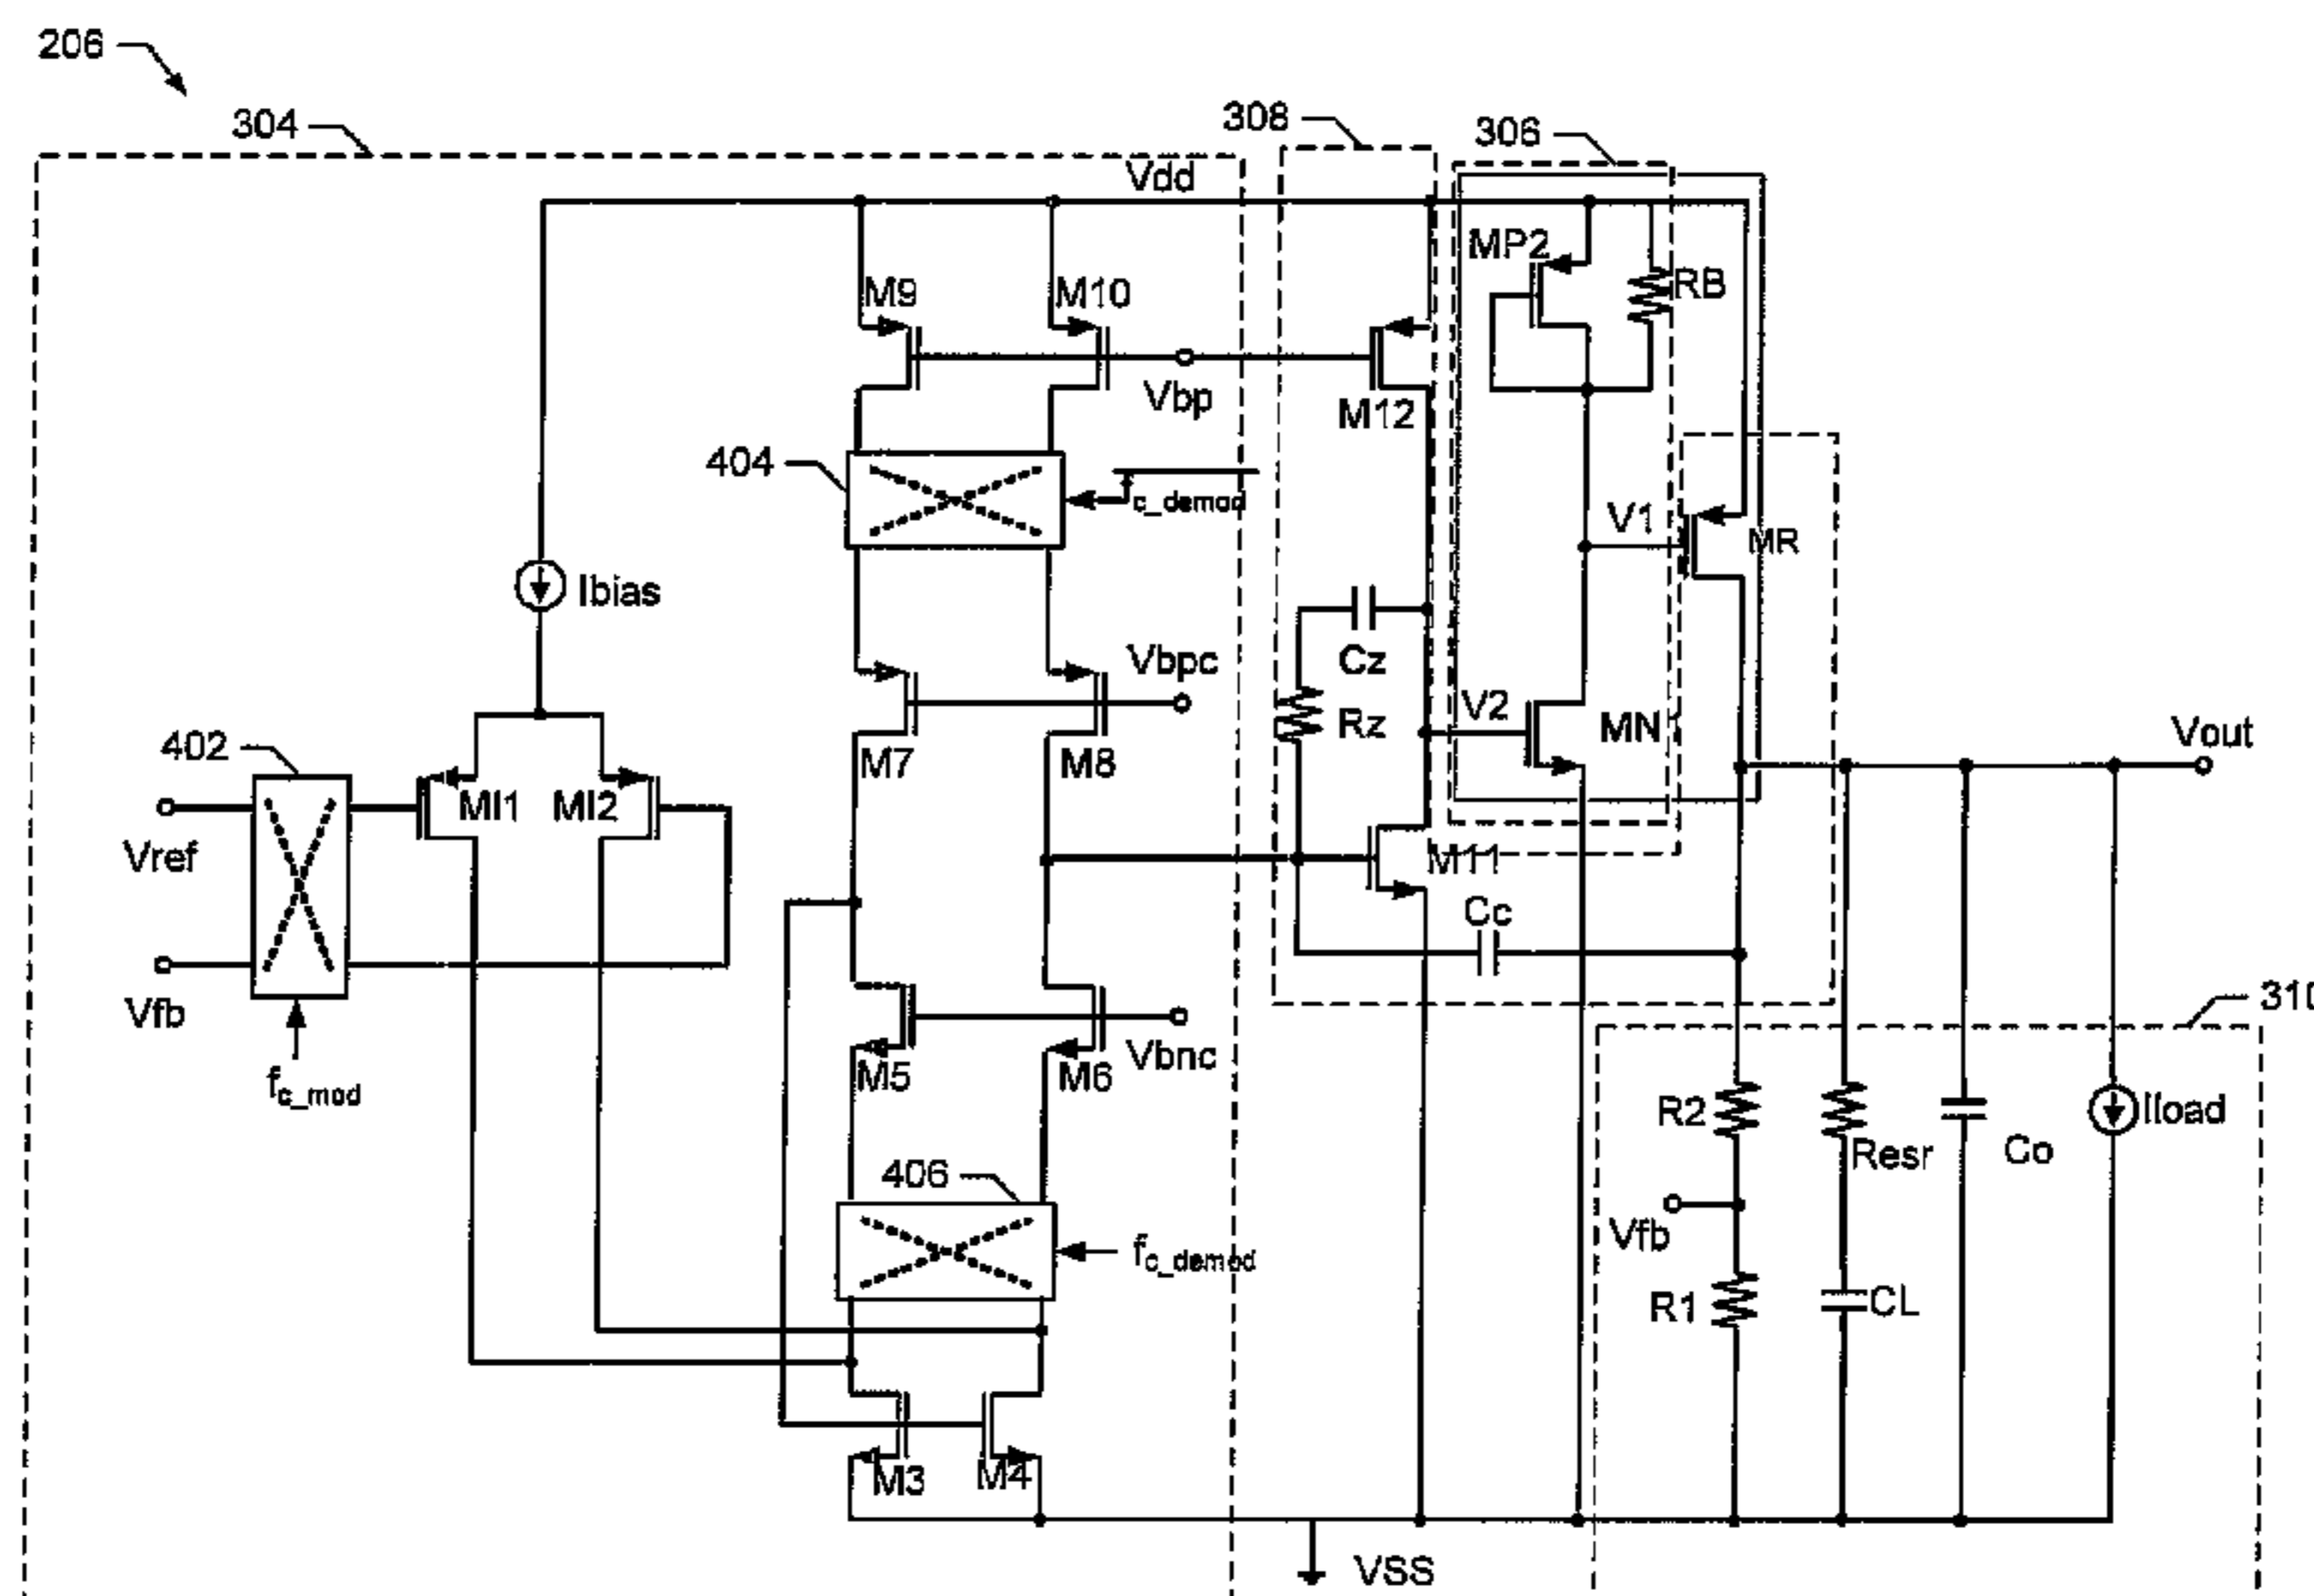 206
304
308
306
Vdd
MP2
RB
M9
M10
Vbp
M12
404
c_demod
V1
MR
Ibias
Cz
Vbpc
Rz
V2
MN
Vout
402
M7
M8
MI1
MI2
Vref
M11
Cc
Vfb
310
fc_mod
M5
M6
Vbnc
R2
Resr
Co
Iload
406
Vfb
fc_demod
R1
CL
M3
M4
VSS